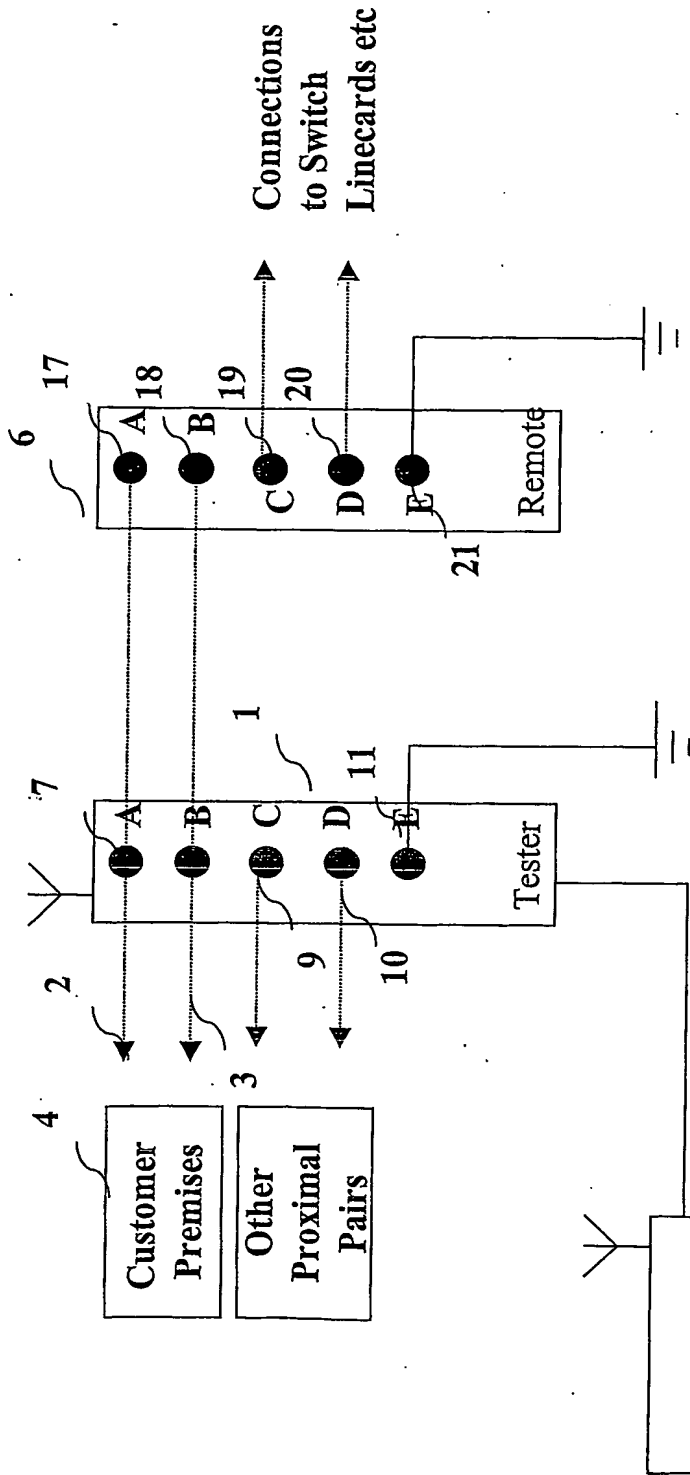 4
Customer
Premises
Other
Proximal
Pairs
2
3
9
10
7
A
B
C
D
E
11
1
Tester
6
17
A
18
B
19
C
20
D
E
21
Remote
Connections
to Switch
Linecards etc